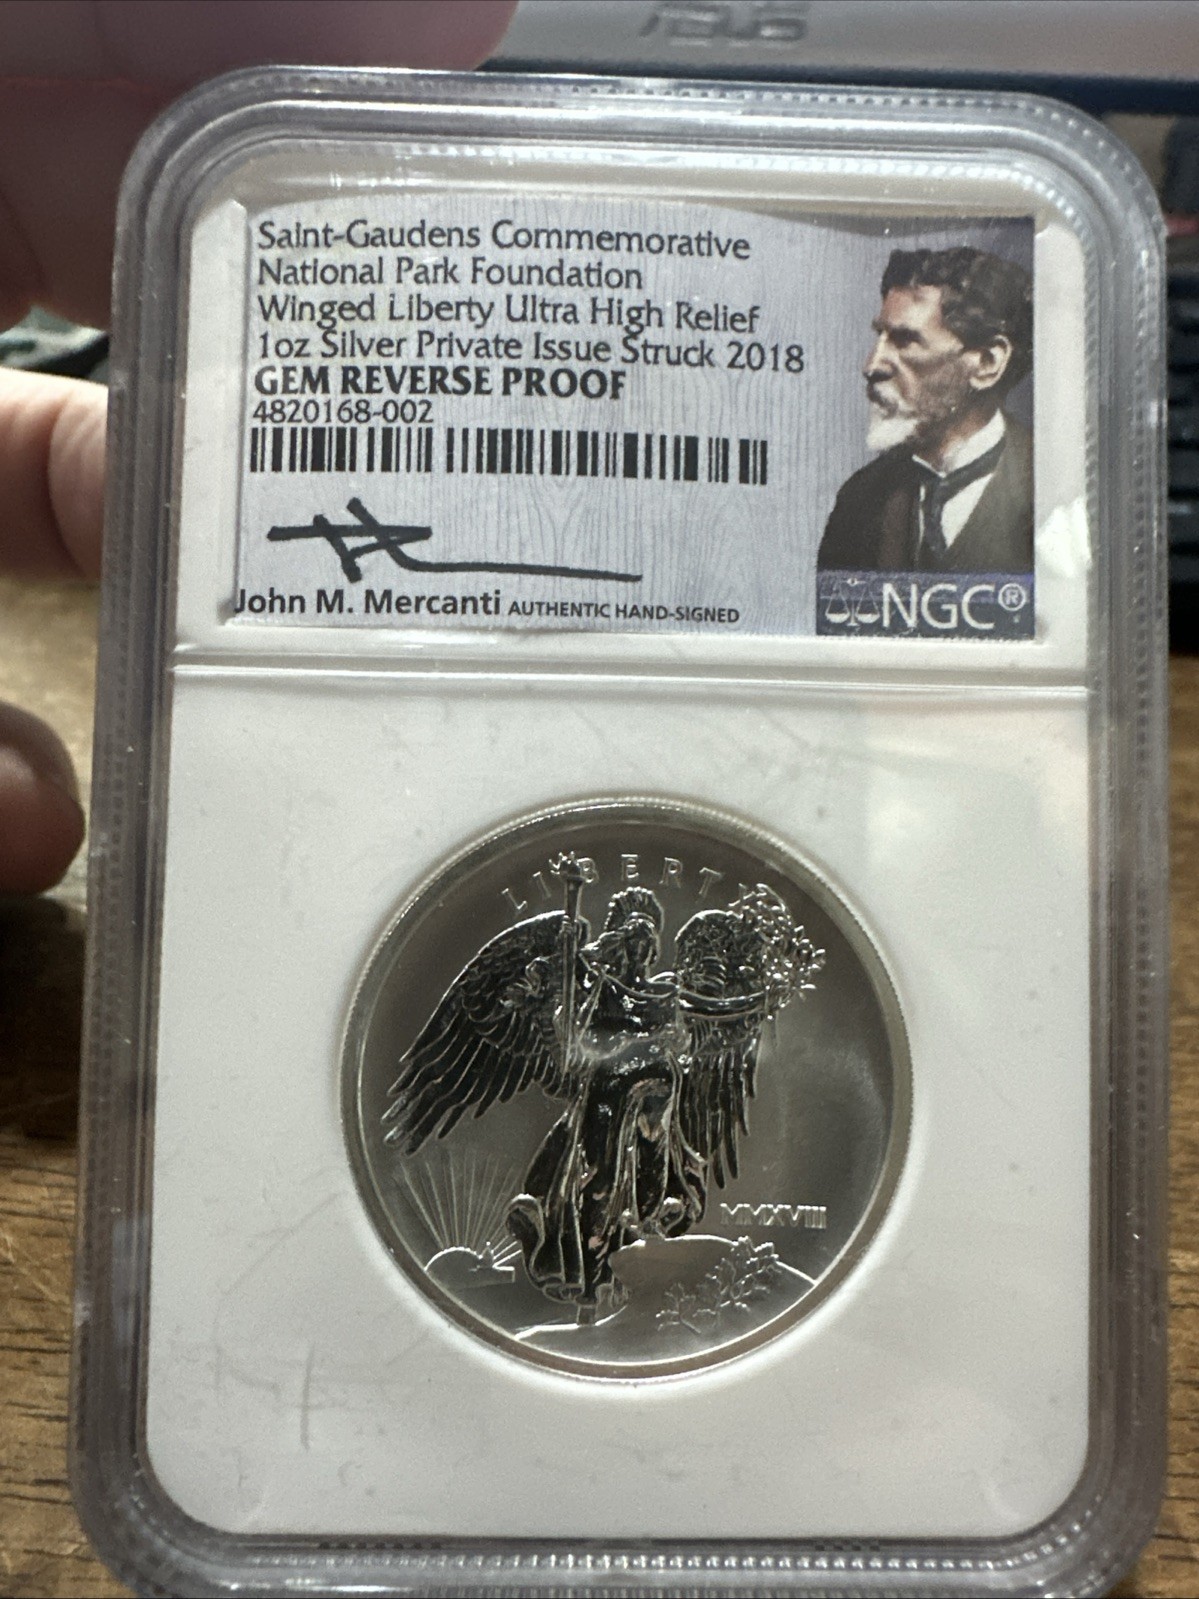 ASUS
Saint-Gaudens Commemorative
National Park Foundation
Winged Liberty Ultra High Relief
1oz Silver Private Issue Struck 2018
GEM REVERSE PROOF
4820168-002
John M. Mercanti AUTHENTIC HAND-SIGNED
NGC®
LIBERTY
MMXVIII